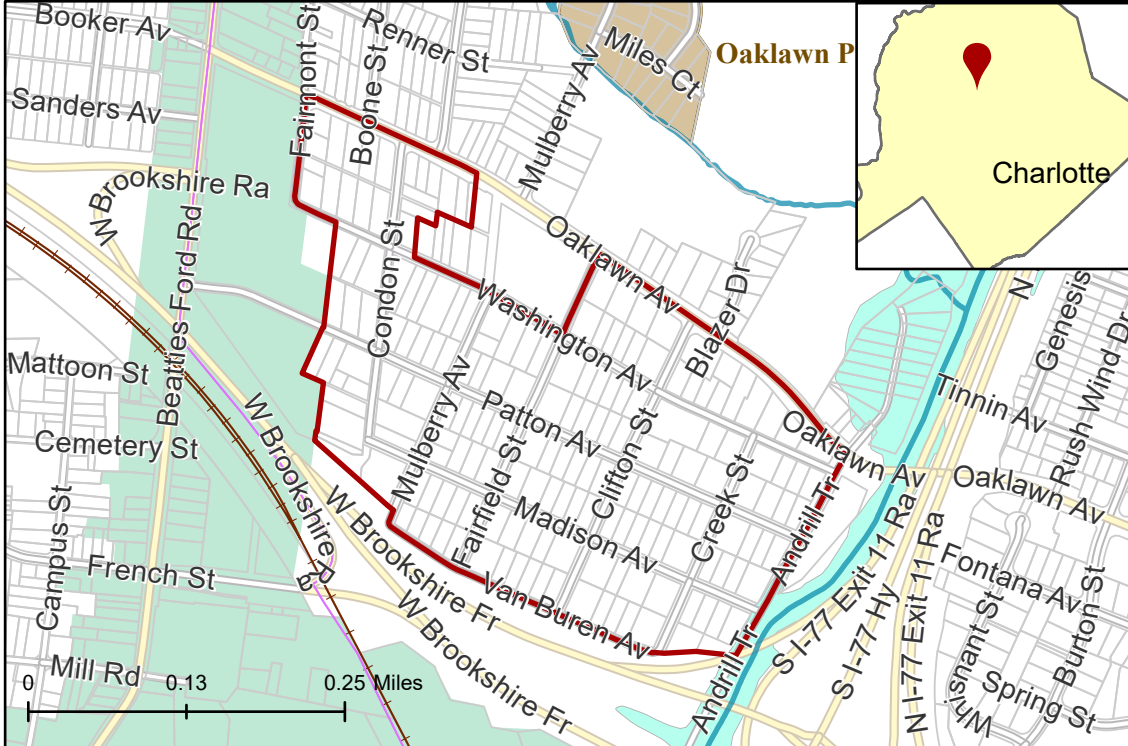 Booker Av
Fairmont St
Boone St
Renner St
Mulberry Av
Miles Ct
Oaklawn P
Charlotte
Sanders Av
W Brookshire Ra
Beatties Ford Rd
Condon St
Washington Av
Oaklawn Av
Blazer Dr
N
Genesis
Rush Wind Dr
Tinnin Av
Mattoon St
Cemetery St
Campus St
French St
Mill Rd
W Brookshire Ra
W Brookshire Fr
W Brookshire Fr
Mulberry Av
Fairfield St
Patton Av
Clifton St
Madison Av
Creek St
Van Buren Av
Oaklawn Av
Andrill Tr
Andrill Tr
Oaklawn Av
S I-77 Exit 11 Ra
S I-77 Hy
N I-77 Exit 11 Ra
Fontana Av
Burton St
Whisnant St
Spring St
0 0.13 0.25 Miles